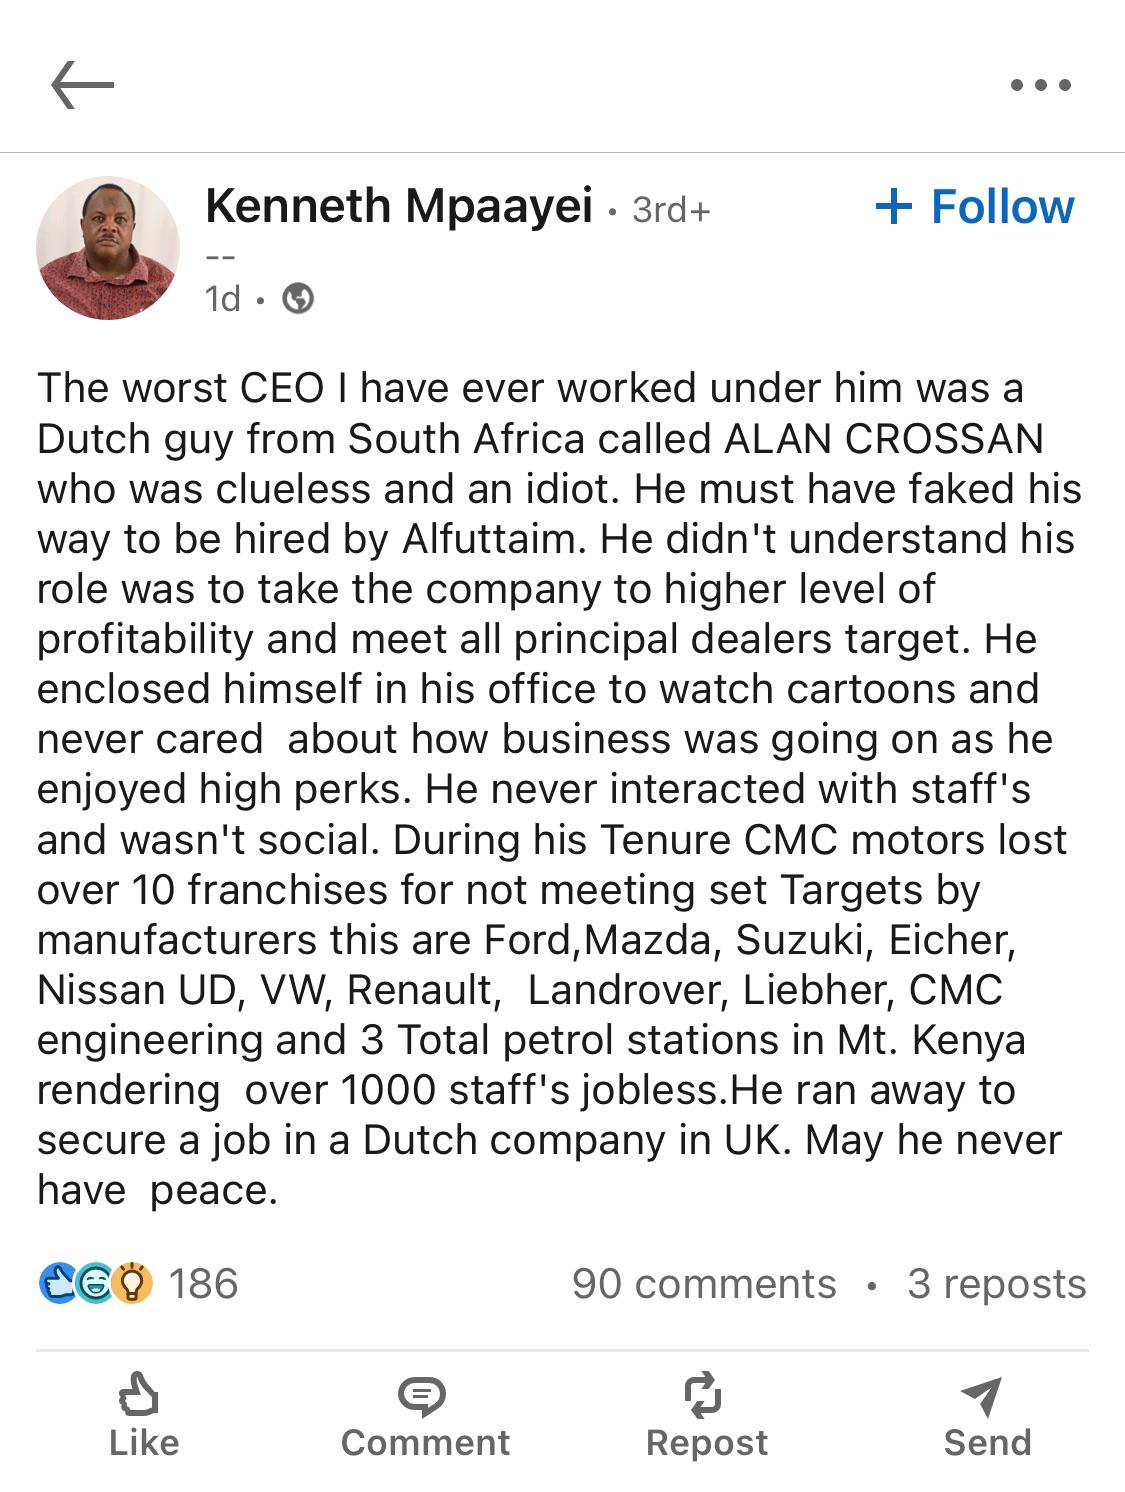 Kenneth Mpaayei • 3rd+
+ Follow
--
1d •
The worst CEO I have ever worked under him was a
Dutch guy from South Africa called ALAN CROSSAN
who was clueless and an idiot. He must have faked his
way to be hired by Alfuttaim. He didn't understand his
role was to take the company to higher level of
profitability and meet all principal dealers target. He
enclosed himself in his office to watch cartoons and
never cared  about how business was going on as he
enjoyed high perks. He never interacted with staff's
and wasn't social. During his Tenure CMC motors lost
over 10 franchises for not meeting set Targets by
manufacturers this are Ford,Mazda, Suzuki, Eicher,
Nissan UD, VW, Renault,  Landrover, Liebher, CMC
engineering and 3 Total petrol stations in Mt. Kenya
rendering  over 1000 staff's jobless.He ran away to
secure a job in a Dutch company in UK. May he never
have  peace.
186
90 comments • 3 reposts
Like
Comment
Repost
Send